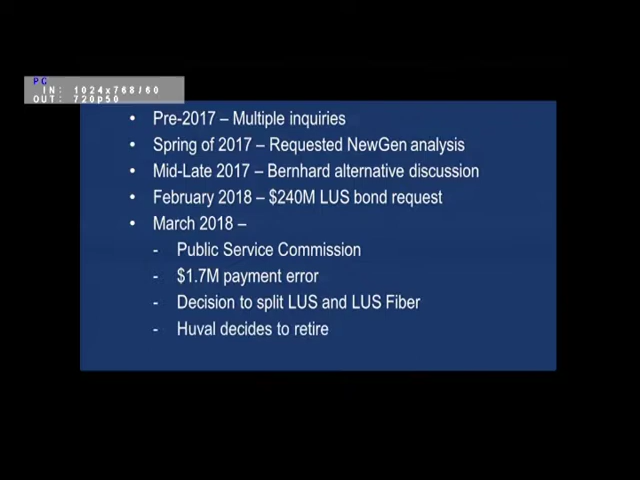 PC
IN: 1024x768/60
OUT: 720p50
• Pre-2017 – Multiple inquiries
• Spring of 2017 – Requested NewGen analysis
• Mid-Late 2017 – Bernhard alternative discussion
• February 2018 – $240M LUS bond request
• March 2018 –
- Public Service Commission
- $1.7M payment error
- Decision to split LUS and LUS Fiber
- Huval decides to retire